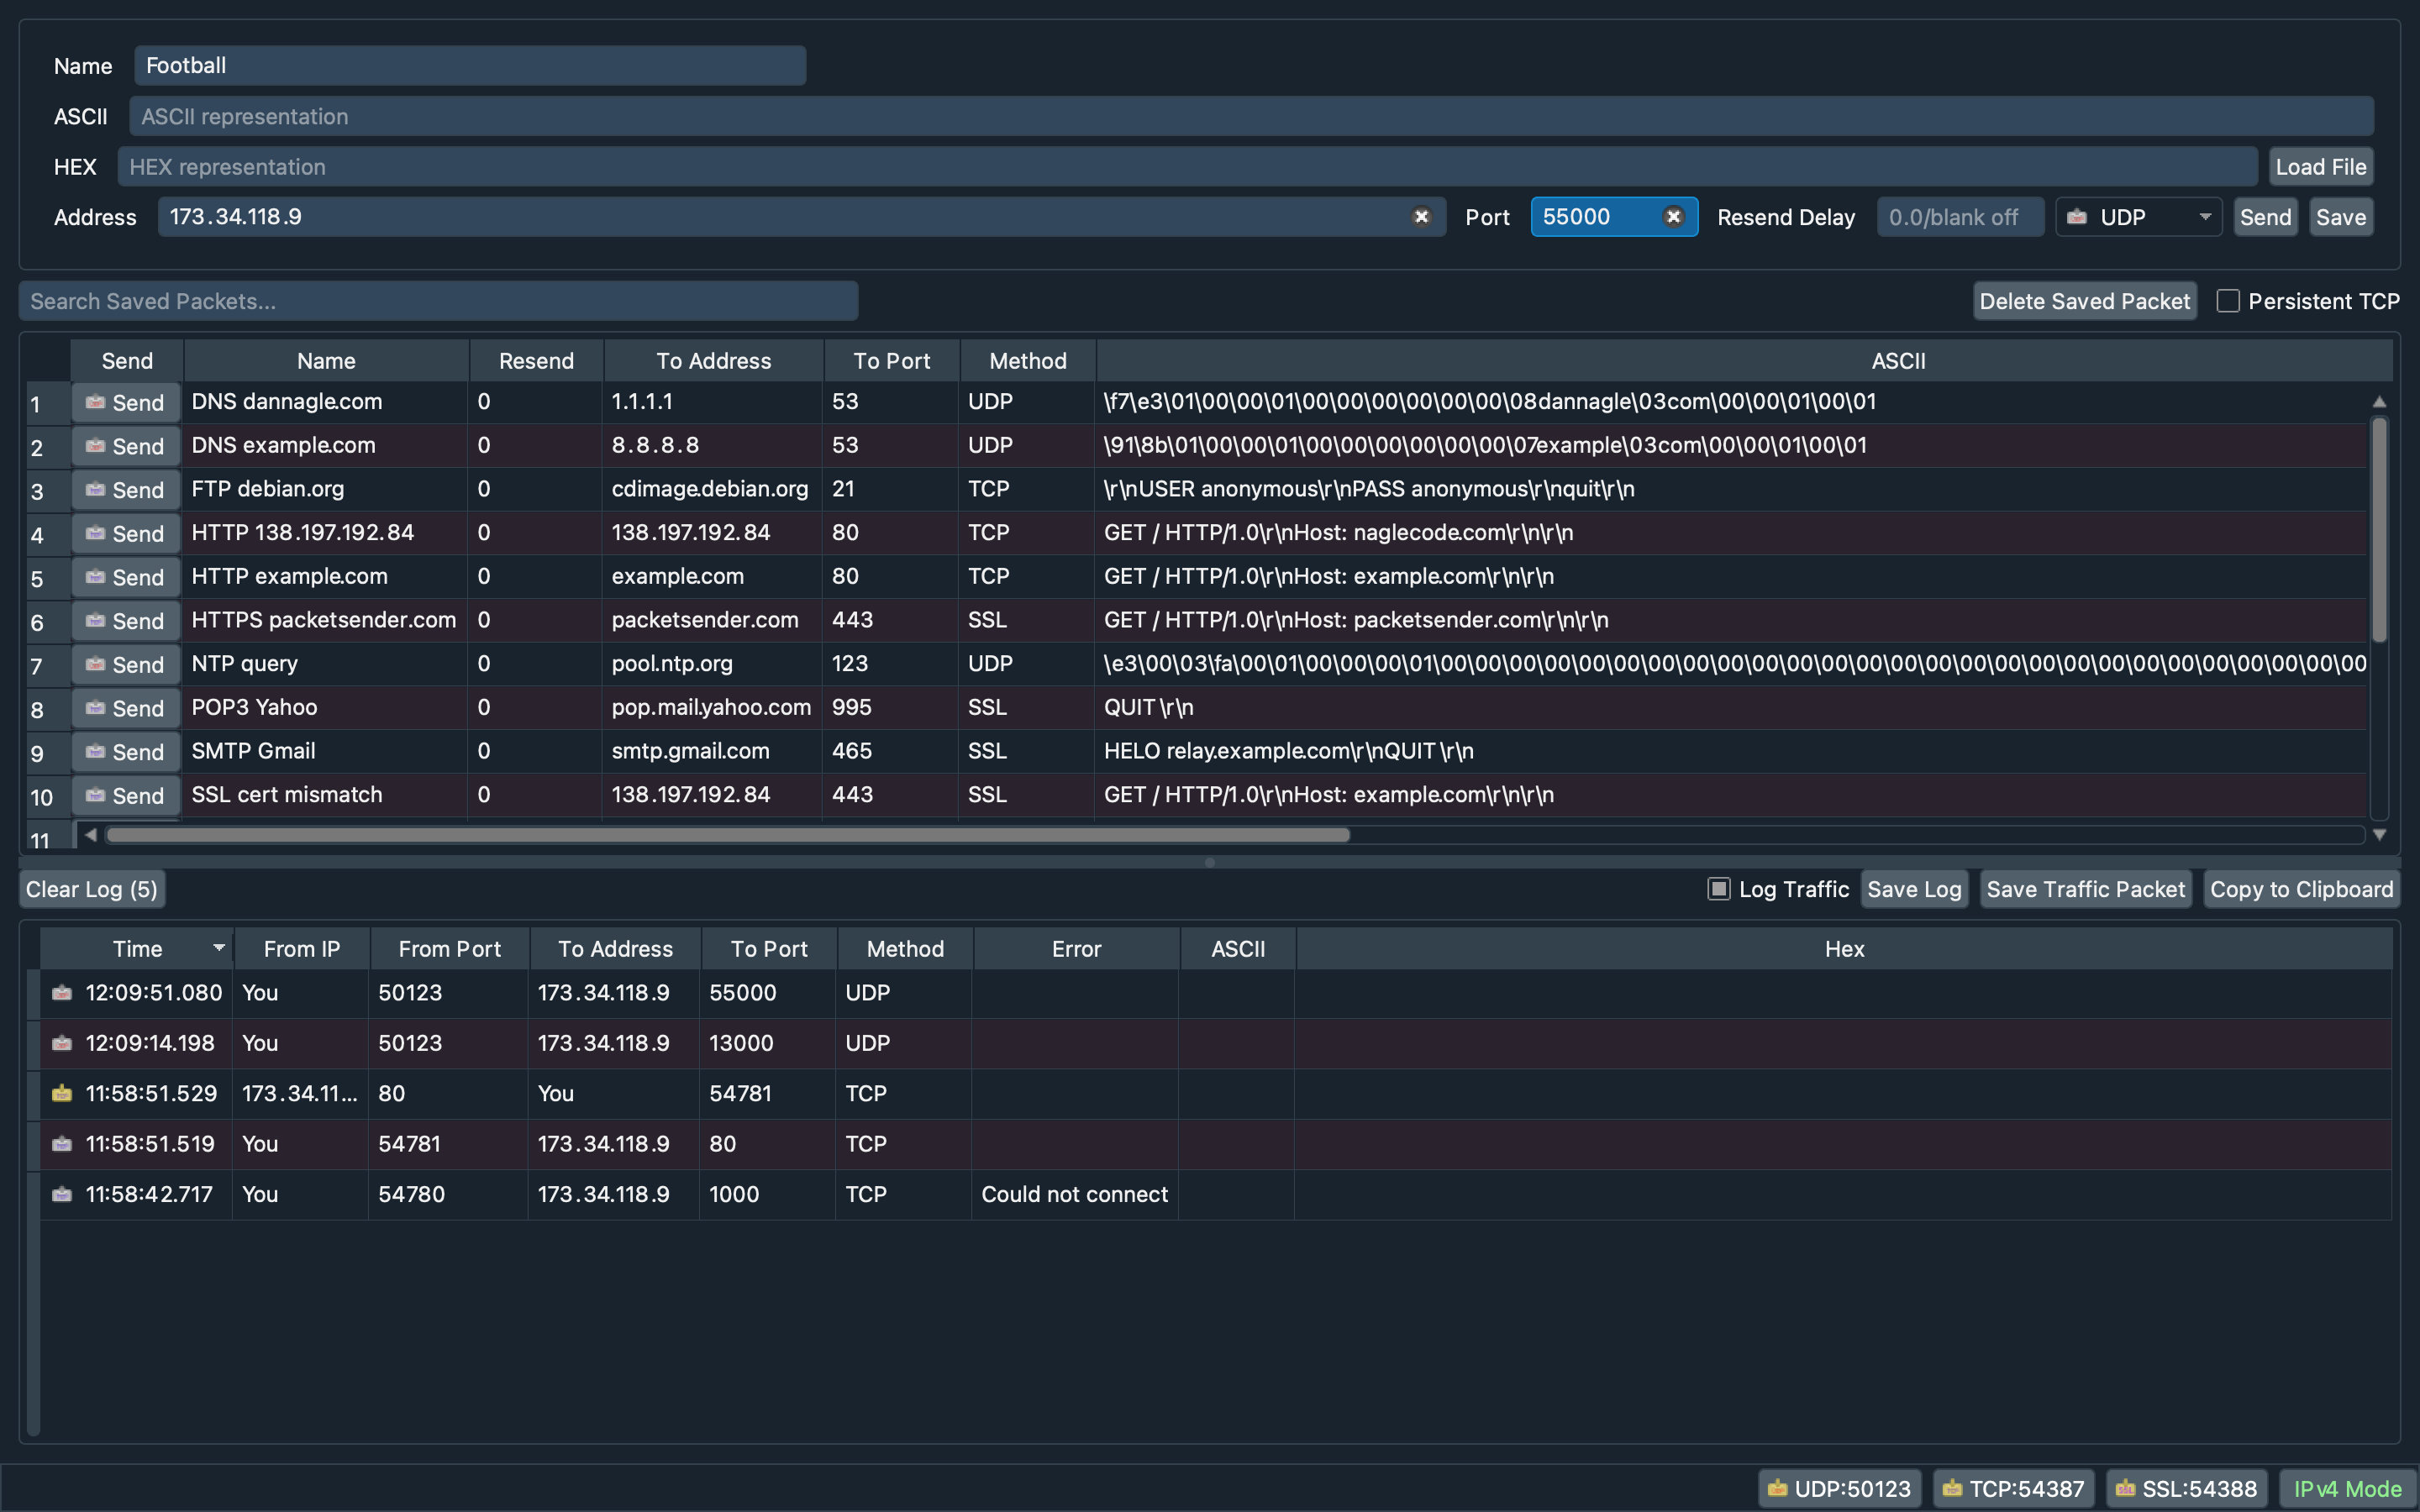 Name Football
ASCII ASCII representation
HEX HEX representation Load File
Address 173.34.118.9 Port 55000 Resend Delay 0.0/blank off UDP Send Save
Search Saved Packets... Delete Saved Packet Persistent TCP
Send Name Resend To Address To Port Method ASCII
1 Send DNS dannagle.com 0 1.1.1.1 53 UDP \f7\e3\01\00\00\01\00\00\00\00\00\00\08dannagle\03com\00\00\01\00\01
2 Send DNS example.com 0 8.8.8.8 53 UDP \91\8b\01\00\00\01\00\00\00\00\00\00\07example\03com\00\00\01\00\01
3 Send FTP debian.org 0 cdimage.debian.org 21 TCP \r\nUSER anonymous\r\nPASS anonymous\r\nquit\r\n
4 Send HTTP 138.197.192.84 0 138.197.192.84 80 TCP GET / HTTP/1.0\r\nHost: naglecode.com\r\n\r\n
5 Send HTTP example.com 0 example.com 80 TCP GET / HTTP/1.0\r\nHost: example.com\r\n\r\n
6 Send HTTPS packetsender.com 0 packetsender.com 443 SSL GET / HTTP/1.0\r\nHost: packetsender.com\r\n\r\n
7 Send NTP query 0 pool.ntp.org 123 UDP \e3\00\03\fa\00\01\00\00\00\01\00\00\00\00\00\00\00\00\00\00\00\00\00\00\00\00\00\00\00\00\00\00\00\00\00\00
8 Send POP3 Yahoo 0 pop.mail.yahoo.com 995 SSL QUIT\r\n
9 Send SMTP Gmail 0 smtp.gmail.com 465 SSL HELO relay.example.com\r\nQUIT\r\n
10 Send SSL cert mismatch 0 138.197.192.84 443 SSL GET / HTTP/1.0\r\nHost: example.com\r\n\r\n
11
Clear Log (5) Log Traffic Save Log Save Traffic Packet Copy to Clipboard
Time From IP From Port To Address To Port Method Error ASCII Hex
12:09:51.080 You 50123 173.34.118.9 55000 UDP
12:09:14.198 You 50123 173.34.118.9 13000 UDP
11:58:51.529 173.34.11... 80 You 54781 TCP
11:58:51.519 You 54781 173.34.118.9 80 TCP
11:58:42.717 You 54780 173.34.118.9 1000 TCP Could not connect
UDP:50123 TCP:54387 SSL:54388 IPv4 Mode